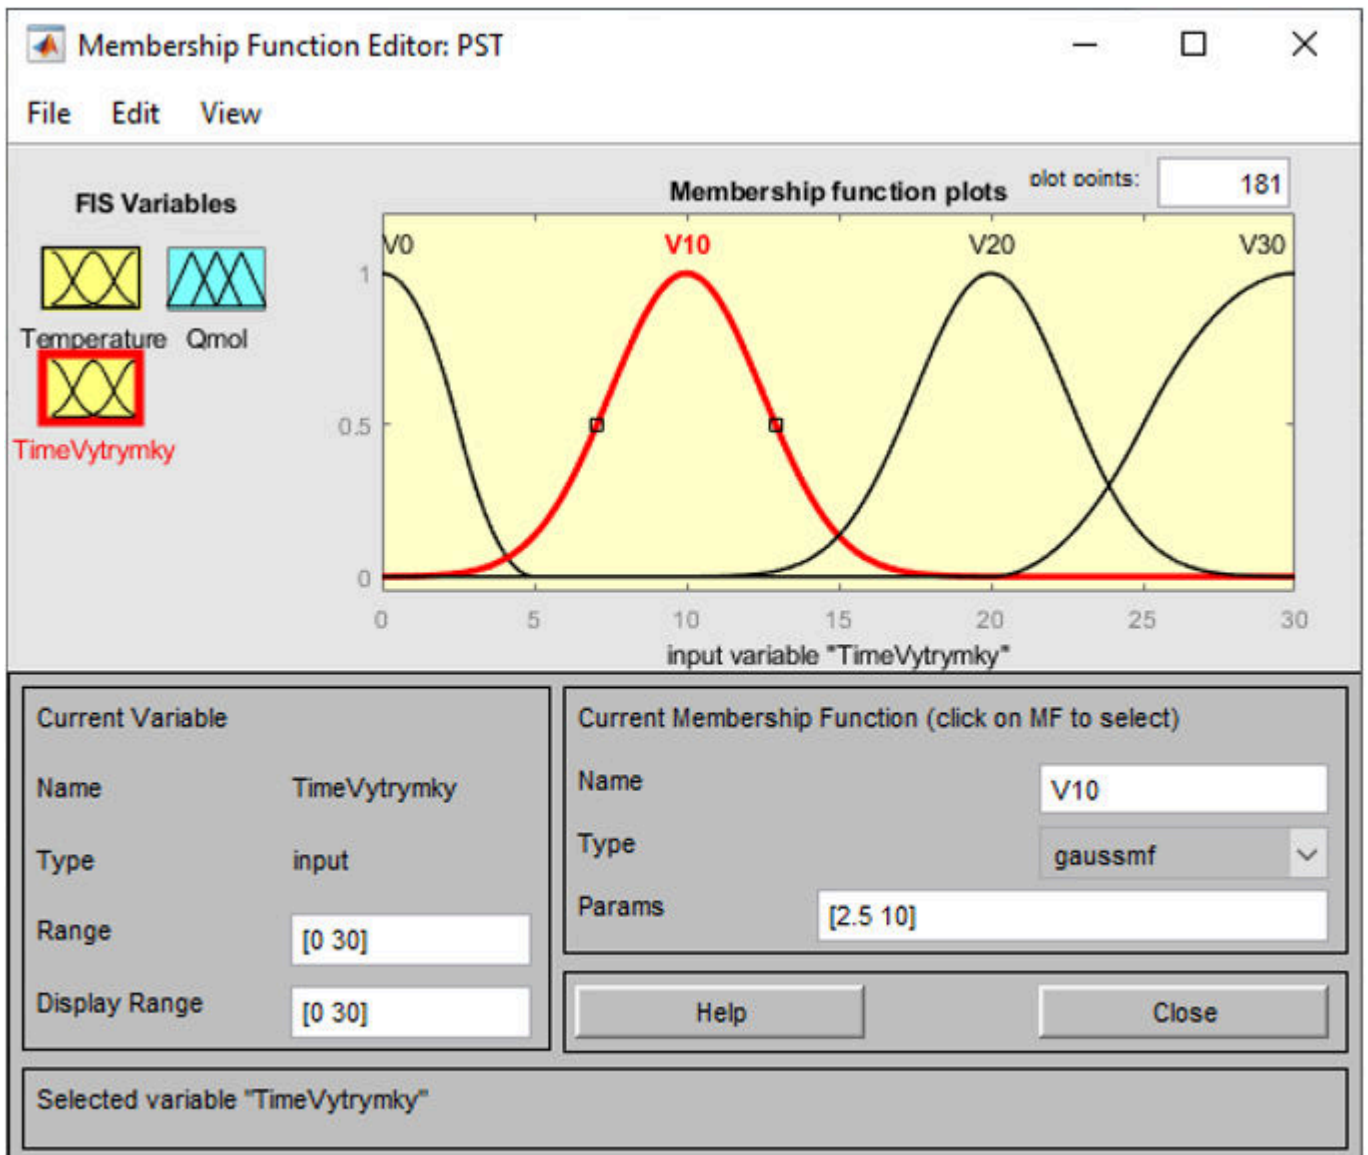 Membership Function Editor: PST
File Edit View
FIS Variables
Temperature Qmol
TimeVytrymky
Membership function plots plot points: 181
V0 V10 V20 V30
1
0.5
0
0 5 10 15 20 25 30
input variable "TimeVytrymky"
Current Variable
Name TimeVytrymky
Type input
Range [0 30]
Display Range [0 30]
Current Membership Function (click on MF to select)
Name V10
Type gaussmf
Params [2.5 10]
Help Close
Selected variable "TimeVytrymky"